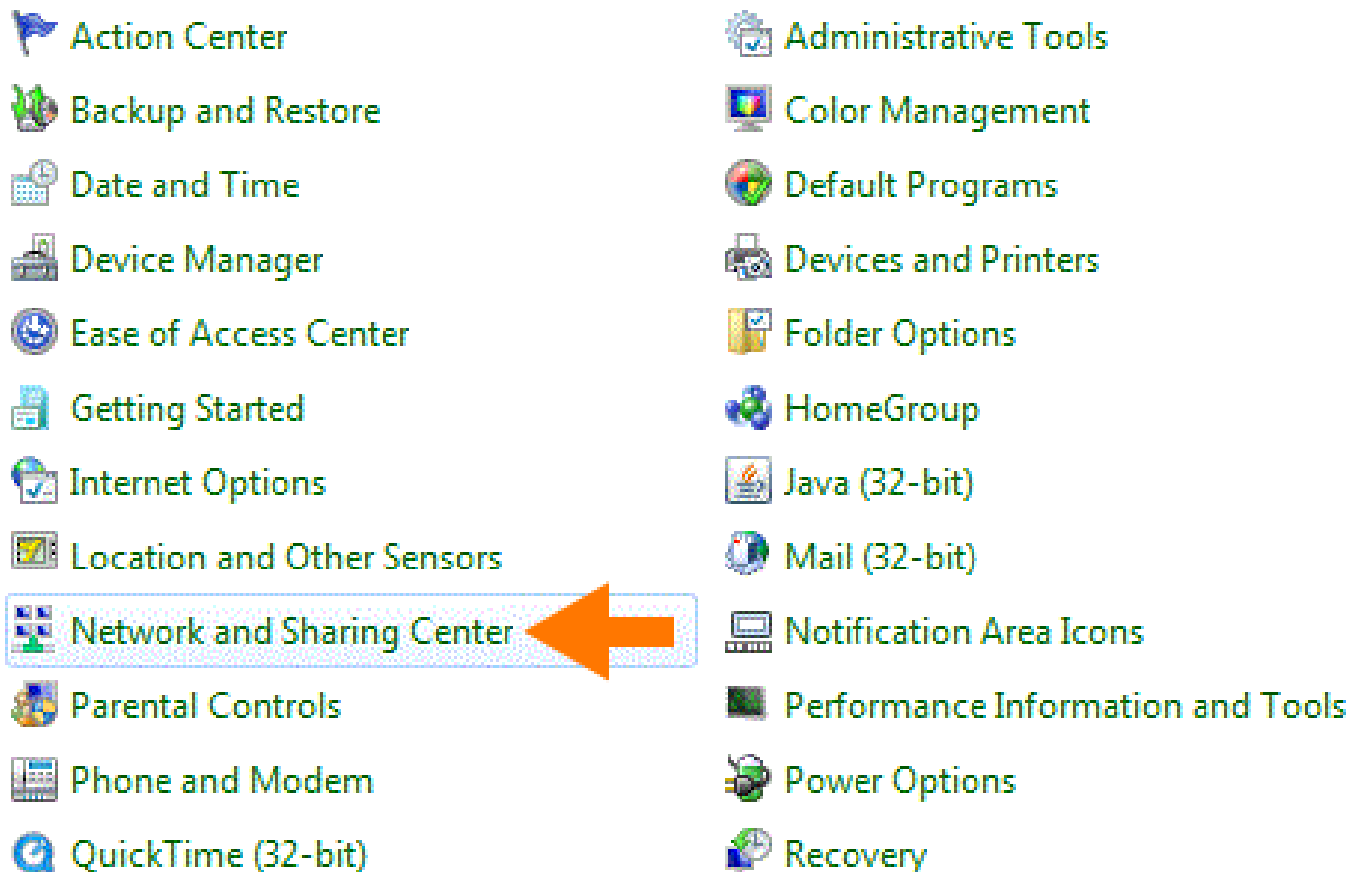 Action Center
Administrative Tools
Backup and Restore
Color Management
Date and Time
Default Programs
Device Manager
Devices and Printers
Ease of Access Center
Folder Options
Getting Started
HomeGroup
Internet Options
Java (32-bit)
Location and Other Sensors
Mail (32-bit)
Network and Sharing Center
Notification Area Icons
Parental Controls
Performance Information and Tools
Phone and Modem
Power Options
QuickTime (32-bit)
Recovery